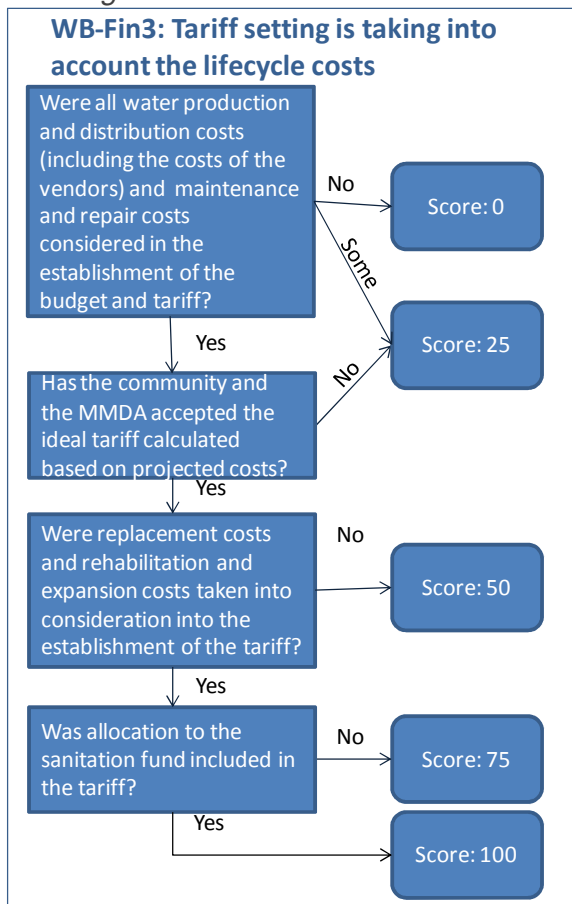 WB-Fin3: Tariff setting is taking into
account the lifecycle costs
Were all water production
and distribution costs
(including the costs of the
vendors) and maintenance
and repair costs
considered in the
establishment of the
budget and tariff?
No
Score: 0
Some
Yes
Score: 25
Has the community and
the MMDA accepted the
ideal tariff calculated
based on projected costs?
No
Yes
Were replacement costs
and rehabilitation and
expansion costs taken into
consideration into the
establishment of the tariff?
No
Score: 50
Yes
Was allocation to the
sanitation fund included in
the tariff?
No
Score: 75
Yes
Score: 100